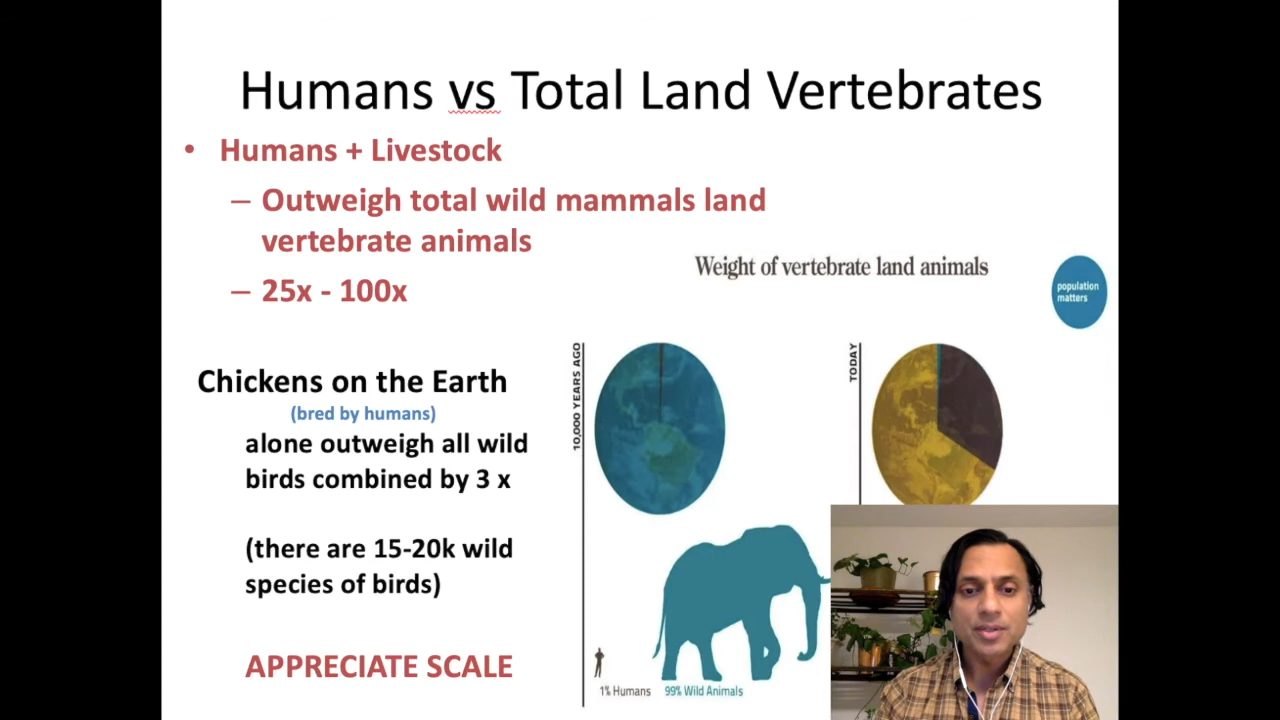 Humans vs Total Land Vertebrates
• Humans + Livestock
– Outweigh total wild mammals land
vertebrate animals
– 25x - 100x
Chickens on the Earth
(bred by humans)
alone outweigh all wild
birds combined by 3 x
(there are 15-20k wild
species of birds)
APPRECIATE SCALE
Weight of vertebrate land animals
population
matters
10,000 YEARS AGO
TODAY
1% Humans
99% Wild Animals